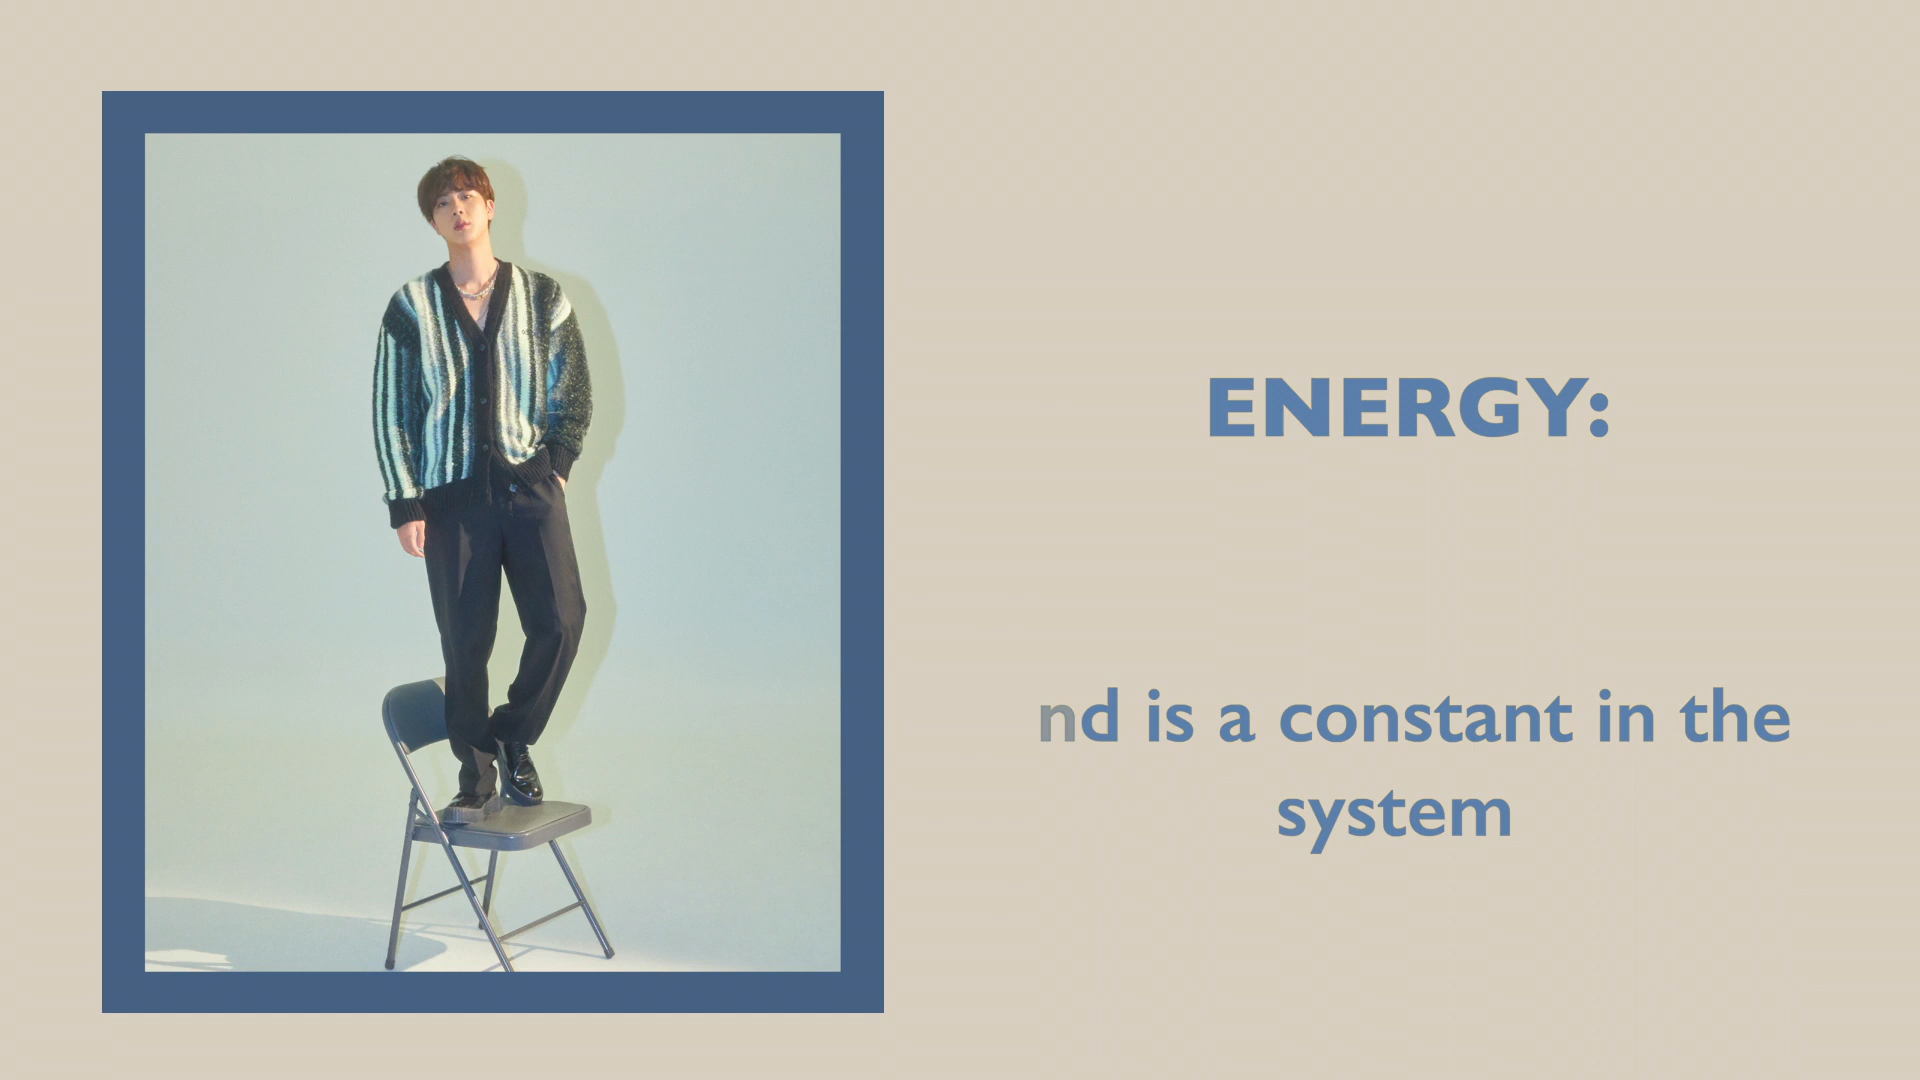 ENERGY:
nd is a constant in the
system